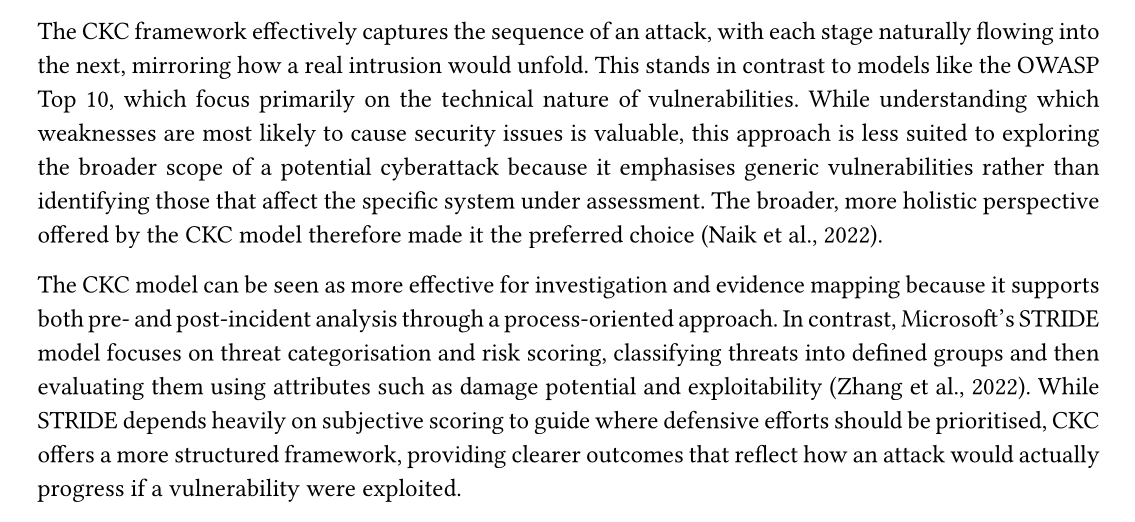 The CKC framework effectively captures the sequence of an attack, with each stage naturally flowing into
the next, mirroring how a real intrusion would unfold. This stands in contrast to models like the OWASP
Top 10, which focus primarily on the technical nature of vulnerabilities. While understanding which
weaknesses are most likely to cause security issues is valuable, this approach is less suited to exploring
the broader scope of a potential cyberattack because it emphasises generic vulnerabilities rather than
identifying those that affect the specific system under assessment. The broader, more holistic perspective
offered by the CKC model therefore made it the preferred choice (Naik et al., 2022).
The CKC model can be seen as more effective for investigation and evidence mapping because it supports
both pre- and post-incident analysis through a process-oriented approach. In contrast, Microsoft's STRIDE
model focuses on threat categorisation and risk scoring, classifying threats into defined groups and then
evaluating them using attributes such as damage potential and exploitability (Zhang et al., 2022). While
STRIDE depends heavily on subjective scoring to guide where defensive efforts should be prioritised, CKC
offers a more structured framework, providing clearer outcomes that reflect how an attack would actually
progress if a vulnerability were exploited.